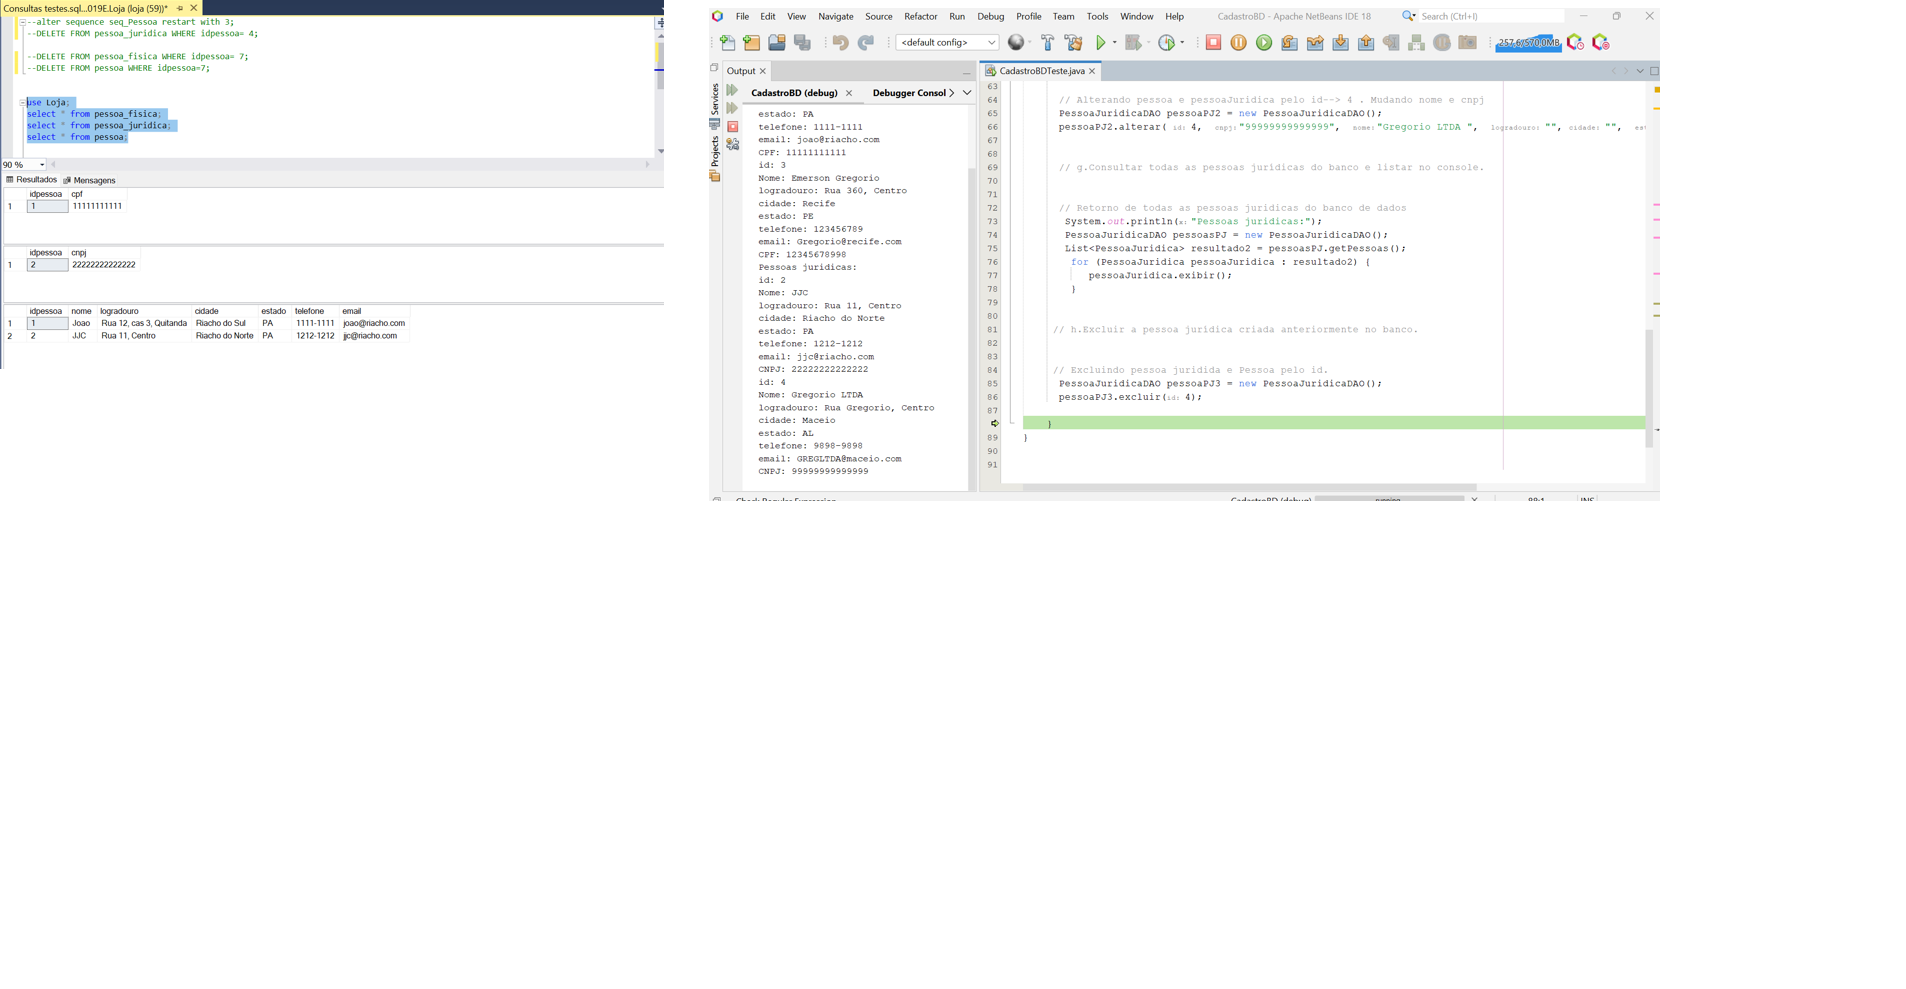 Consultas testes.sql...019E.Loja (loja (59))*
--alter sequence seq_Pessoa restart with 3;
--DELETE FROM pessoa_juridica WHERE idpessoa= 4;
--DELETE FROM pessoa_fisica WHERE idpessoa= 7;
--DELETE FROM pessoa WHERE idpessoa=7;
use Loja;
select * from pessoa_fisica;
select * from pessoa_juridica;
select * from pessoa;
90 %
Resultados Mensagens
idpessoa cpf
1 1 11111111111
idpessoa cnpj
1 2 22222222222222
idpessoa nome logradouro cidade estado telefone email
1 1 Joao Rua 12, cas 3, Quitanda Riacho do Sul PA 1111-1111 joao@riacho.com
2 2 JJC Rua 11, Centro Riacho do Norte PA 1212-1212 jjc@riacho.com
File Edit View Navigate Source Refactor Run Debug Profile Team Tools Window Help CadastroBD - Apache NetBeans IDE 18 Search (Ctrl+I)
<default config> 257,6/570,0MB
Output
Services
Projects
CadastroBD (debug) Debugger Consol
estado: PA
telefone: 1111-1111
email: joao@riacho.com
CPF: 11111111111
id: 3
Nome: Emerson Gregorio
logradouro: Rua 360, Centro
cidade: Recife
estado: PE
telefone: 123456789
email: Gregorio@recife.com
CPF: 12345678998
Pessoas juridicas:
id: 2
Nome: JJC
logradouro: Rua 11, Centro
cidade: Riacho do Norte
estado: PA
telefone: 1212-1212
email: jjc@riacho.com
CNPJ: 22222222222222
id: 4
Nome: Gregorio LTDA
logradouro: Rua Gregorio, Centro
cidade: Maceio
estado: AL
telefone: 9898-9898
email: GREGLTDA@maceio.com
CNPJ: 99999999999999
CadastroBDTeste.java
63
64 // Alterando pessoa e pessoaJuridica pelo id--> 4 . Mudando nome e cnpj
65 PessoaJuridicaDAO pessoaPJ2 = new PessoaJuridicaDAO();
66 pessoaPJ2.alterar( id: 4, cnpj: "99999999999999", nome: "Gregorio LTDA ", logradouro: "", cidade: "", est
67
68
69 // g.Consultar todas as pessoas juridicas do banco e listar no console.
70
71
72 // Retorno de todas as pessoas juridicas do banco de dados
73 System.out.println(x: "Pessoas juridicas:");
74 PessoaJuridicaDAO pessoasPJ = new PessoaJuridicaDAO();
75 List<PessoaJuridica> resultado2 = pessoasPJ.getPessoas();
76 for (PessoaJuridica pessoaJuridica : resultado2) {
77 pessoaJuridica.exibir();
78 }
79
80
81 // h.Excluir a pessoa juridica criada anteriormente no banco.
82
83
84 // Excluindo pessoa juridida e Pessoa pelo id.
85 PessoaJuridicaDAO pessoaPJ3 = new PessoaJuridicaDAO();
86 pessoaPJ3.excluir(id: 4);
87
}
89 }
90
91
Check Regular Expression CadastroBD (debug) running 88:1 INS